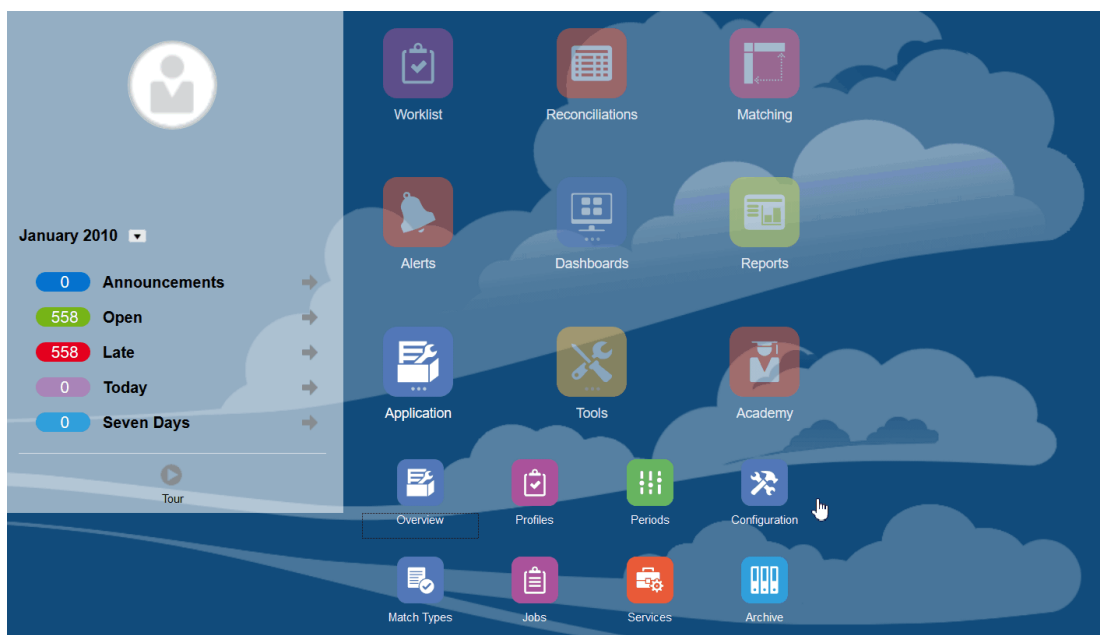 January 2010
0 Announcements
558 Open
558 Late
0 Today
0 Seven Days
Tour
Worklist Reconciliations Matching
Alerts Dashboards Reports
Application Tools Academy
Overview Profiles Periods Configuration
Match Types Jobs Services Archive